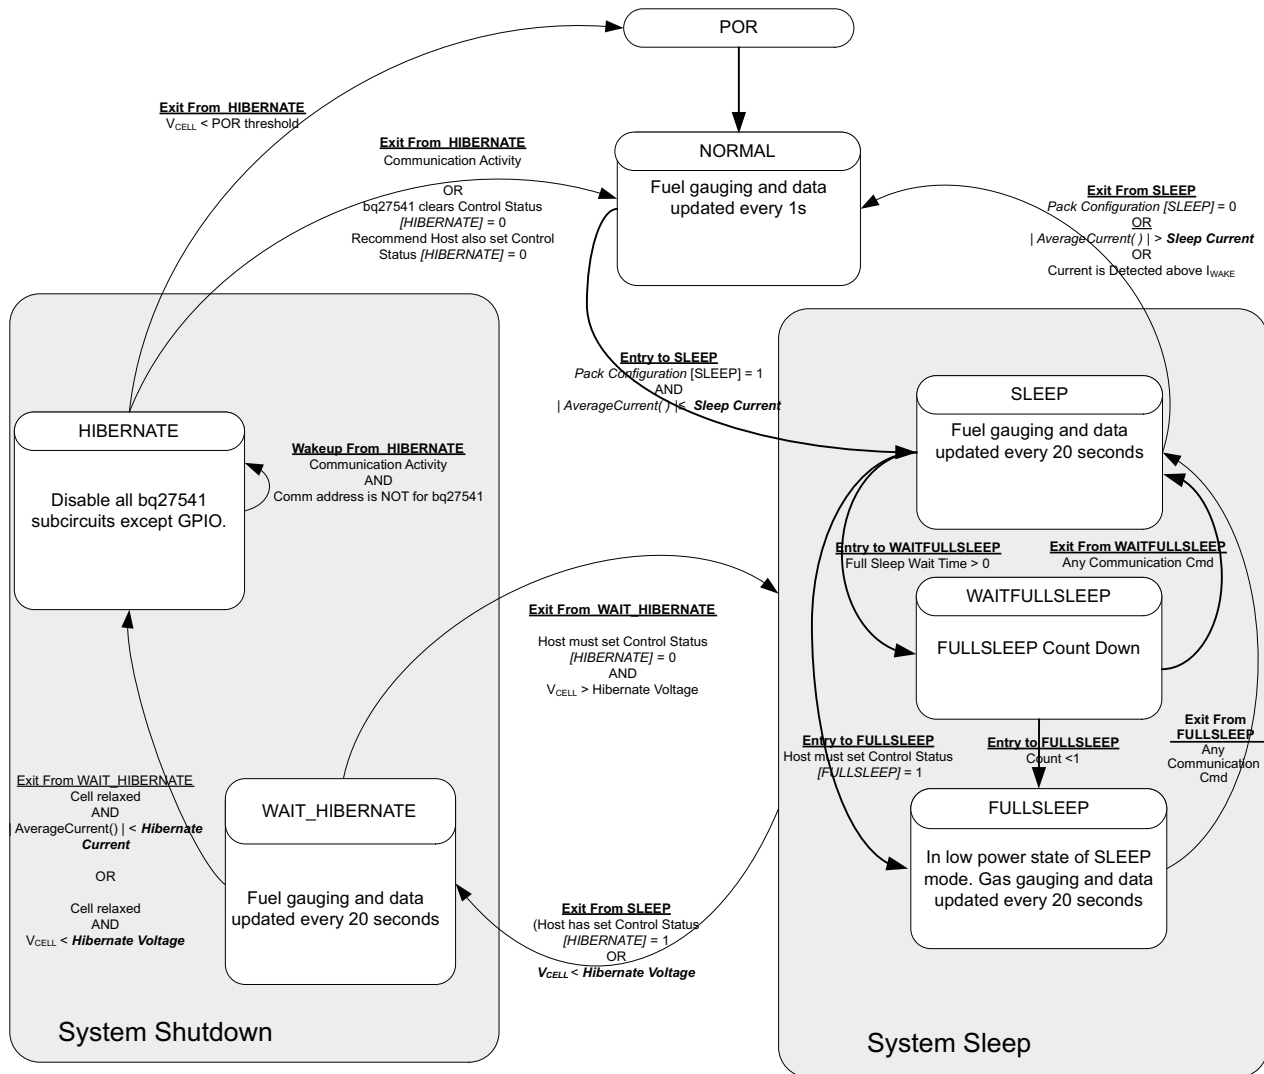 POR
Exit From  HIBERNATE
VCELL < POR threshold
Exit From  HIBERNATE
Communication Activity
OR
bq27541 clears Control Status
[HIBERNATE] = 0
Recommend Host also set Control
Status [HIBERNATE] = 0
NORMAL
Fuel gauging and data
updated every 1s
Exit From SLEEP
Pack Configuration [SLEEP] = 0
OR
| AverageCurrent( ) | > Sleep Current
OR
Current is Detected above IWAKE
Entry to SLEEP
Pack Configuration [SLEEP] = 1
AND
| AverageCurrent( ) |≤ Sleep Current
HIBERNATE
Disable all bq27541
subcircuits except GPIO.
Wakeup From  HIBERNATE
Communication Activity
AND
Comm address is NOT for bq27541
SLEEP
Fuel gauging and data
updated every 20 seconds
Entry to WAITFULLSLEEP
Full Sleep Wait Time > 0
Exit From WAITFULLSLEEP
Any Communication Cmd
WAITFULLSLEEP
FULLSLEEP Count Down
Exit From  WAIT_HIBERNATE
Host must set Control Status
[HIBERNATE] = 0
AND
VCELL > Hibernate Voltage
Entry to FULLSLEEP
Host must set Control Status
[FULLSLEEP] = 1
Entry to FULLSLEEP
Count <1
Exit From
FULLSLEEP
Any
Communication
Cmd
Exit From WAIT_HIBERNATE
Cell relaxed
AND
| AverageCurrent() | < Hibernate
Current
OR
Cell relaxed
AND
VCELL < Hibernate Voltage
WAIT_HIBERNATE
Fuel gauging and data
updated every 20 seconds
FULLSLEEP
In low power state of SLEEP
mode. Gas gauging and data
updated every 20 seconds
Exit From SLEEP
(Host has set Control Status
[HIBERNATE] = 1
OR
VCELL < Hibernate Voltage
System Shutdown
System Sleep